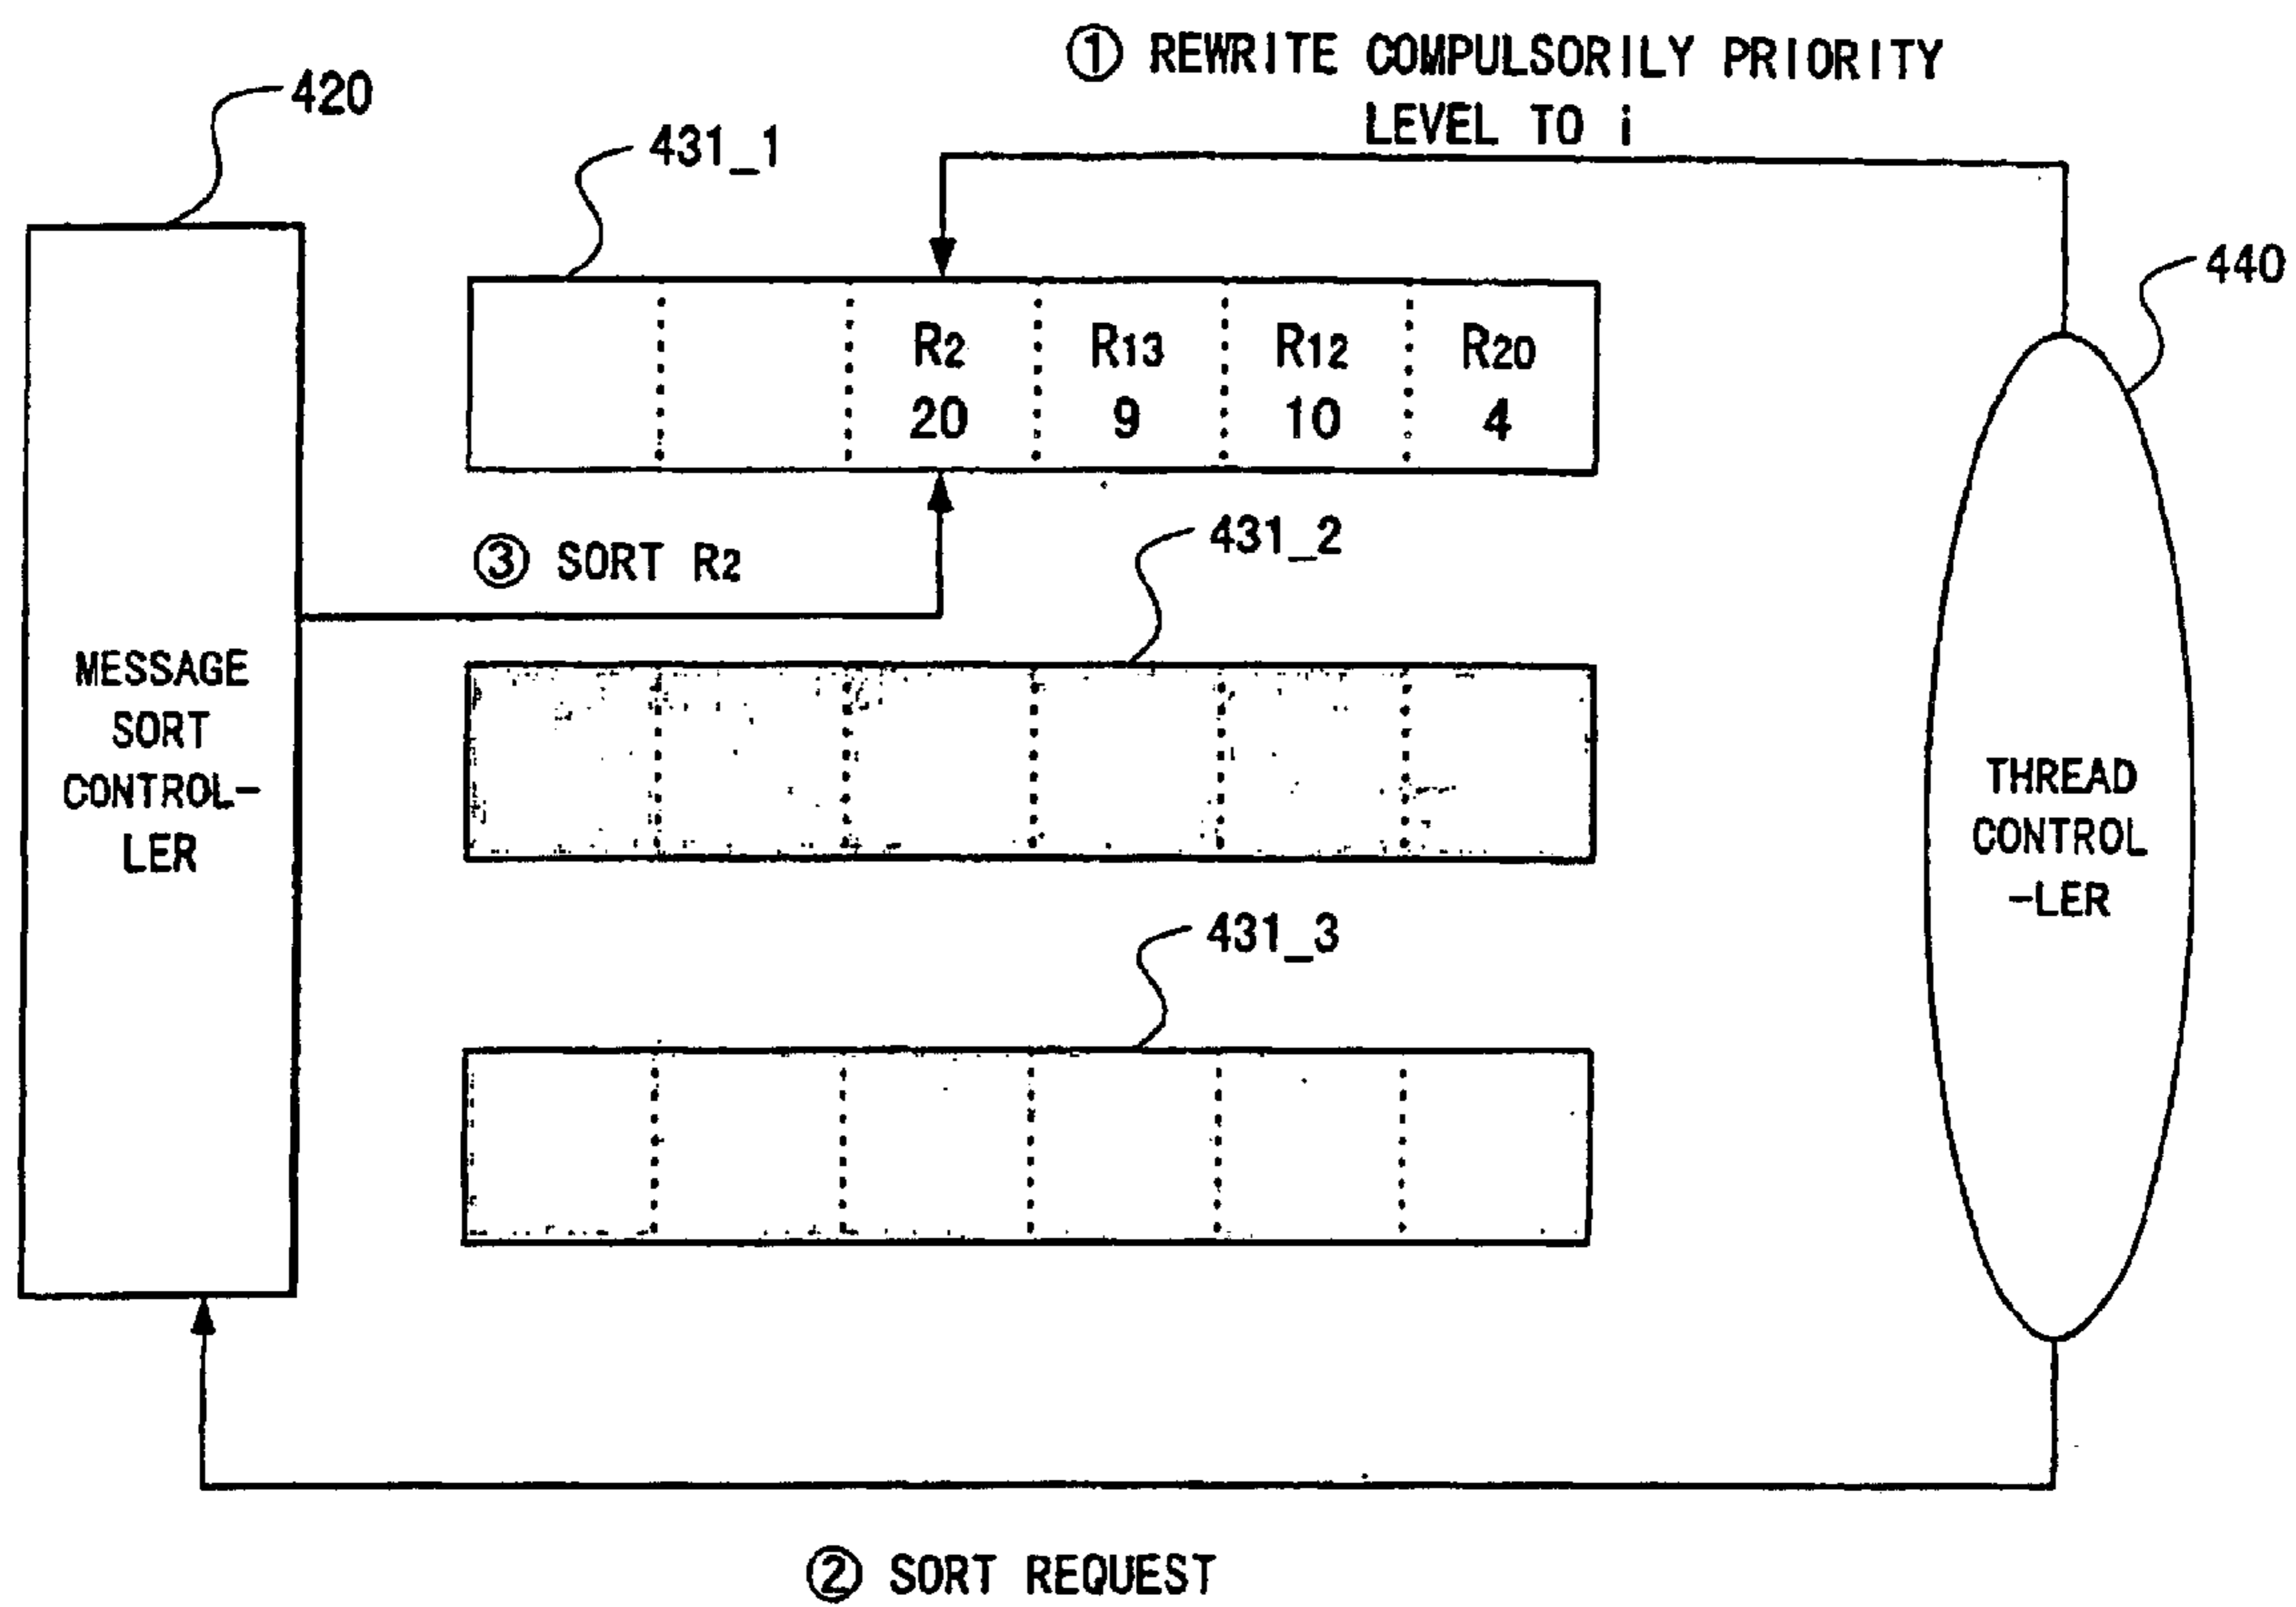 ① REWRITE COMPULSORILY PRIORITY
LEVEL TO i
420
431_1
440
R2 R13 R12 R20
20 9 10 4
③ SORT R2
431_2
MESSAGE
SORT
CONTROL-
LER
THREAD
CONTROL
-LER
431_3
② SORT REQUEST